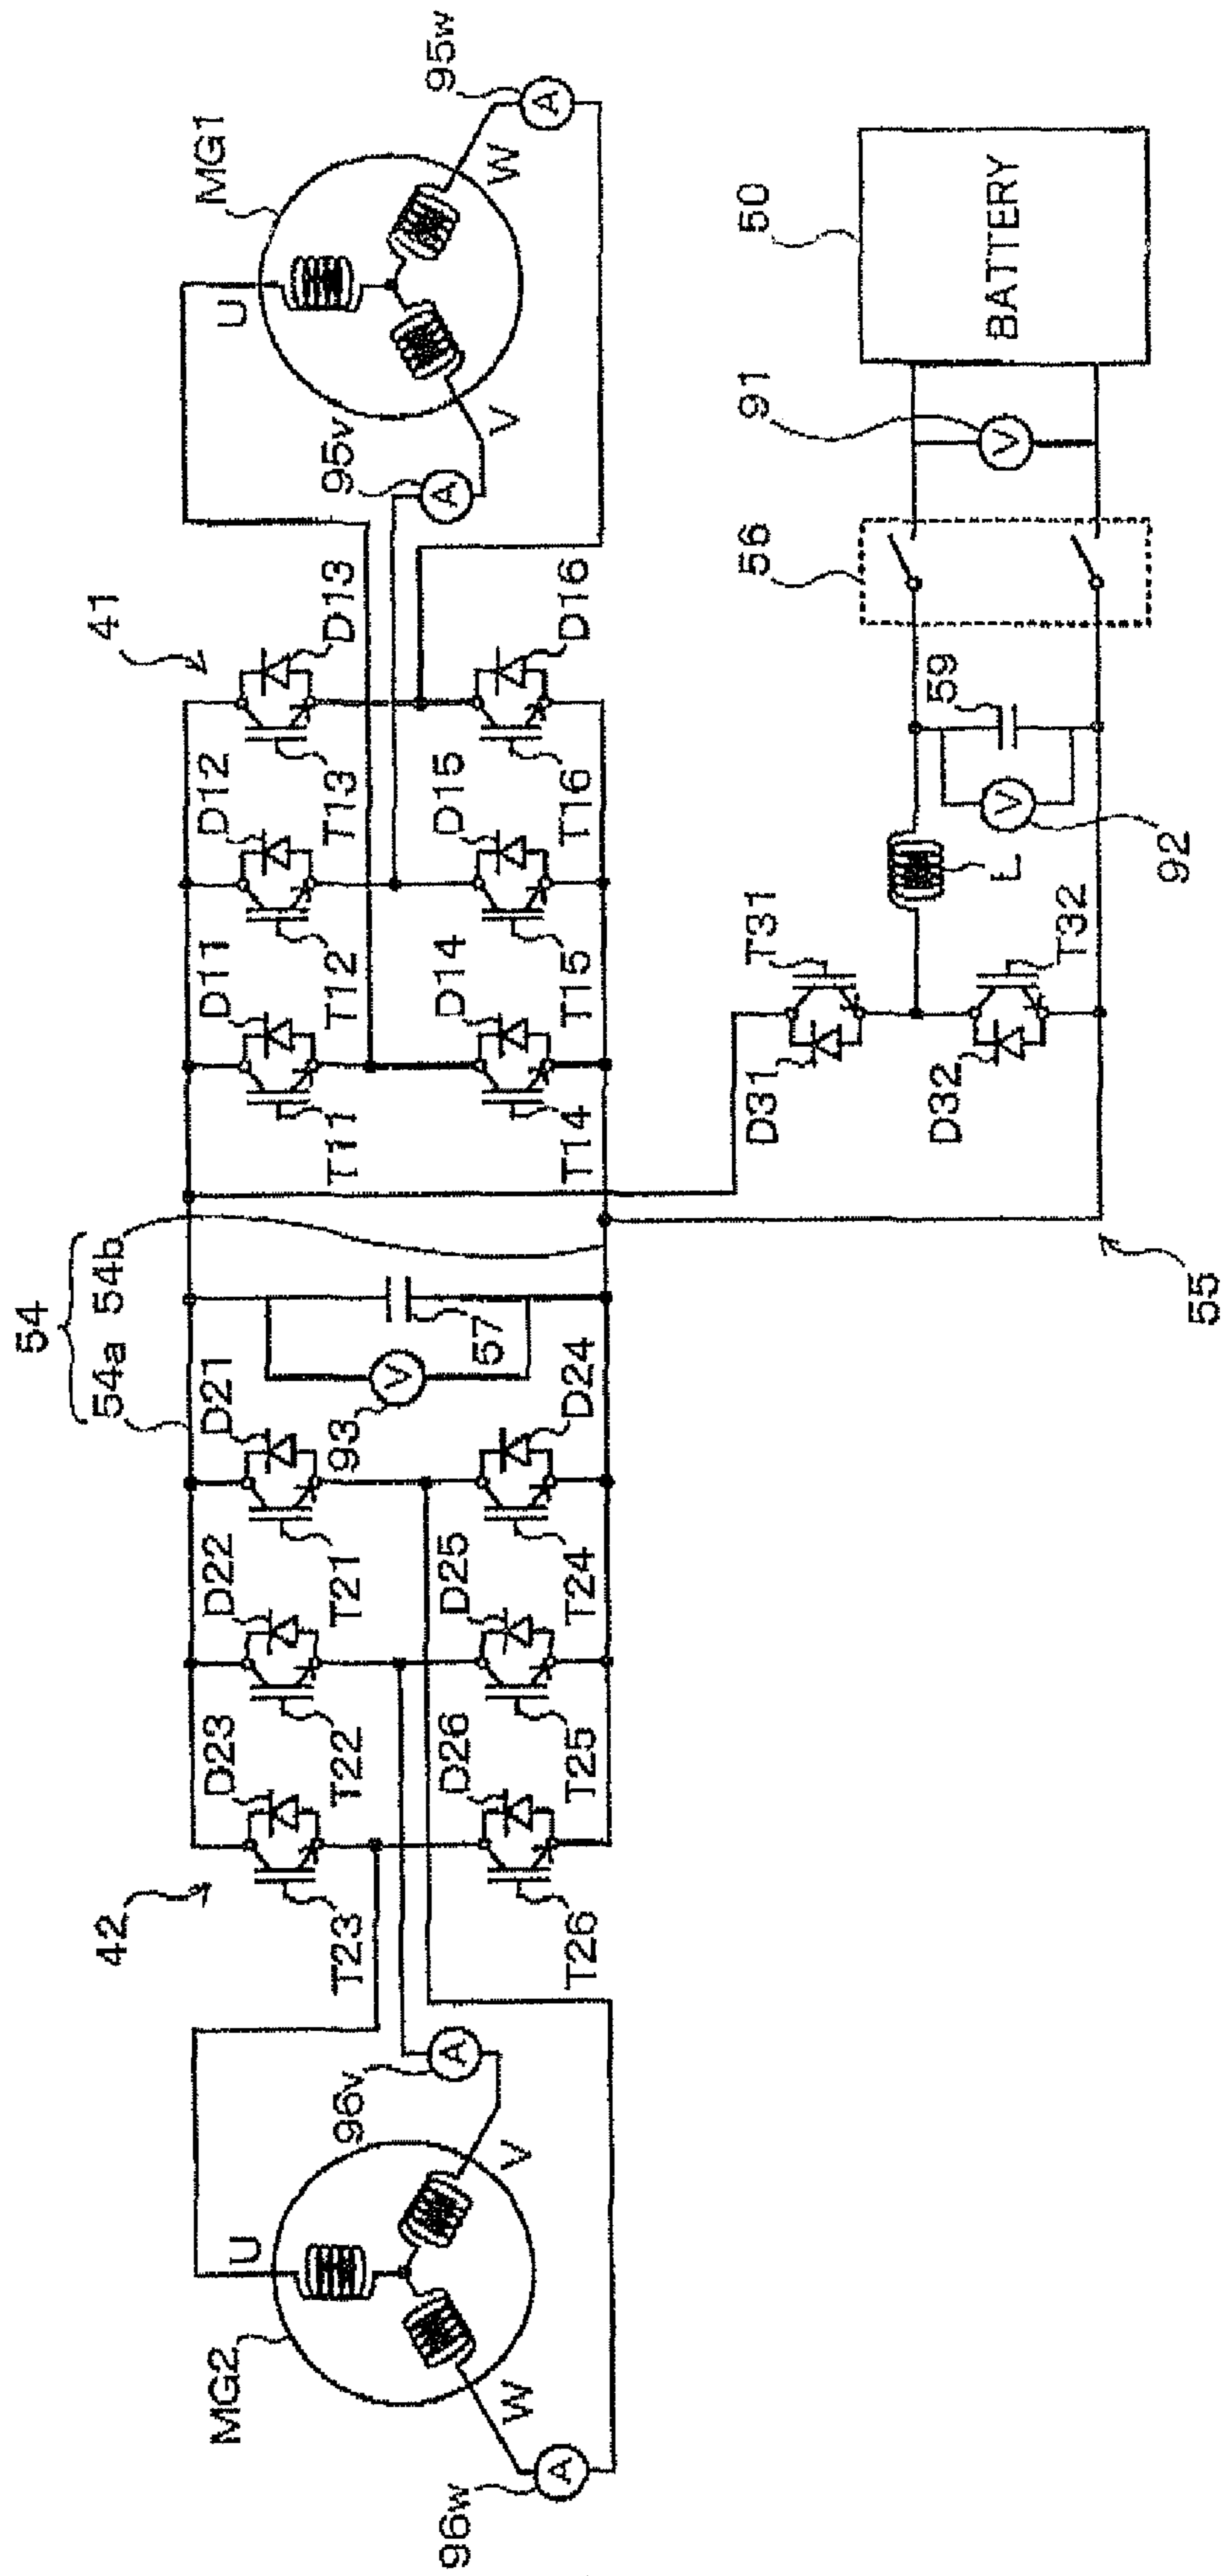 54
54a 54b
42
41
MG2
U
V
W
96v
96w
D23
D22
D21
T23
T22
T21
93
57
D26
D25
D24
T26
T25
T24
D11
D12
D13
T11
T12
T13
D14
D15
D16
T14
T15
T16
MG1
U
V
W
95v
95w
55
D31
T31
D32
T32
L
92
59
56
91
50
BATTERY
V
V
V
A
A
A
A